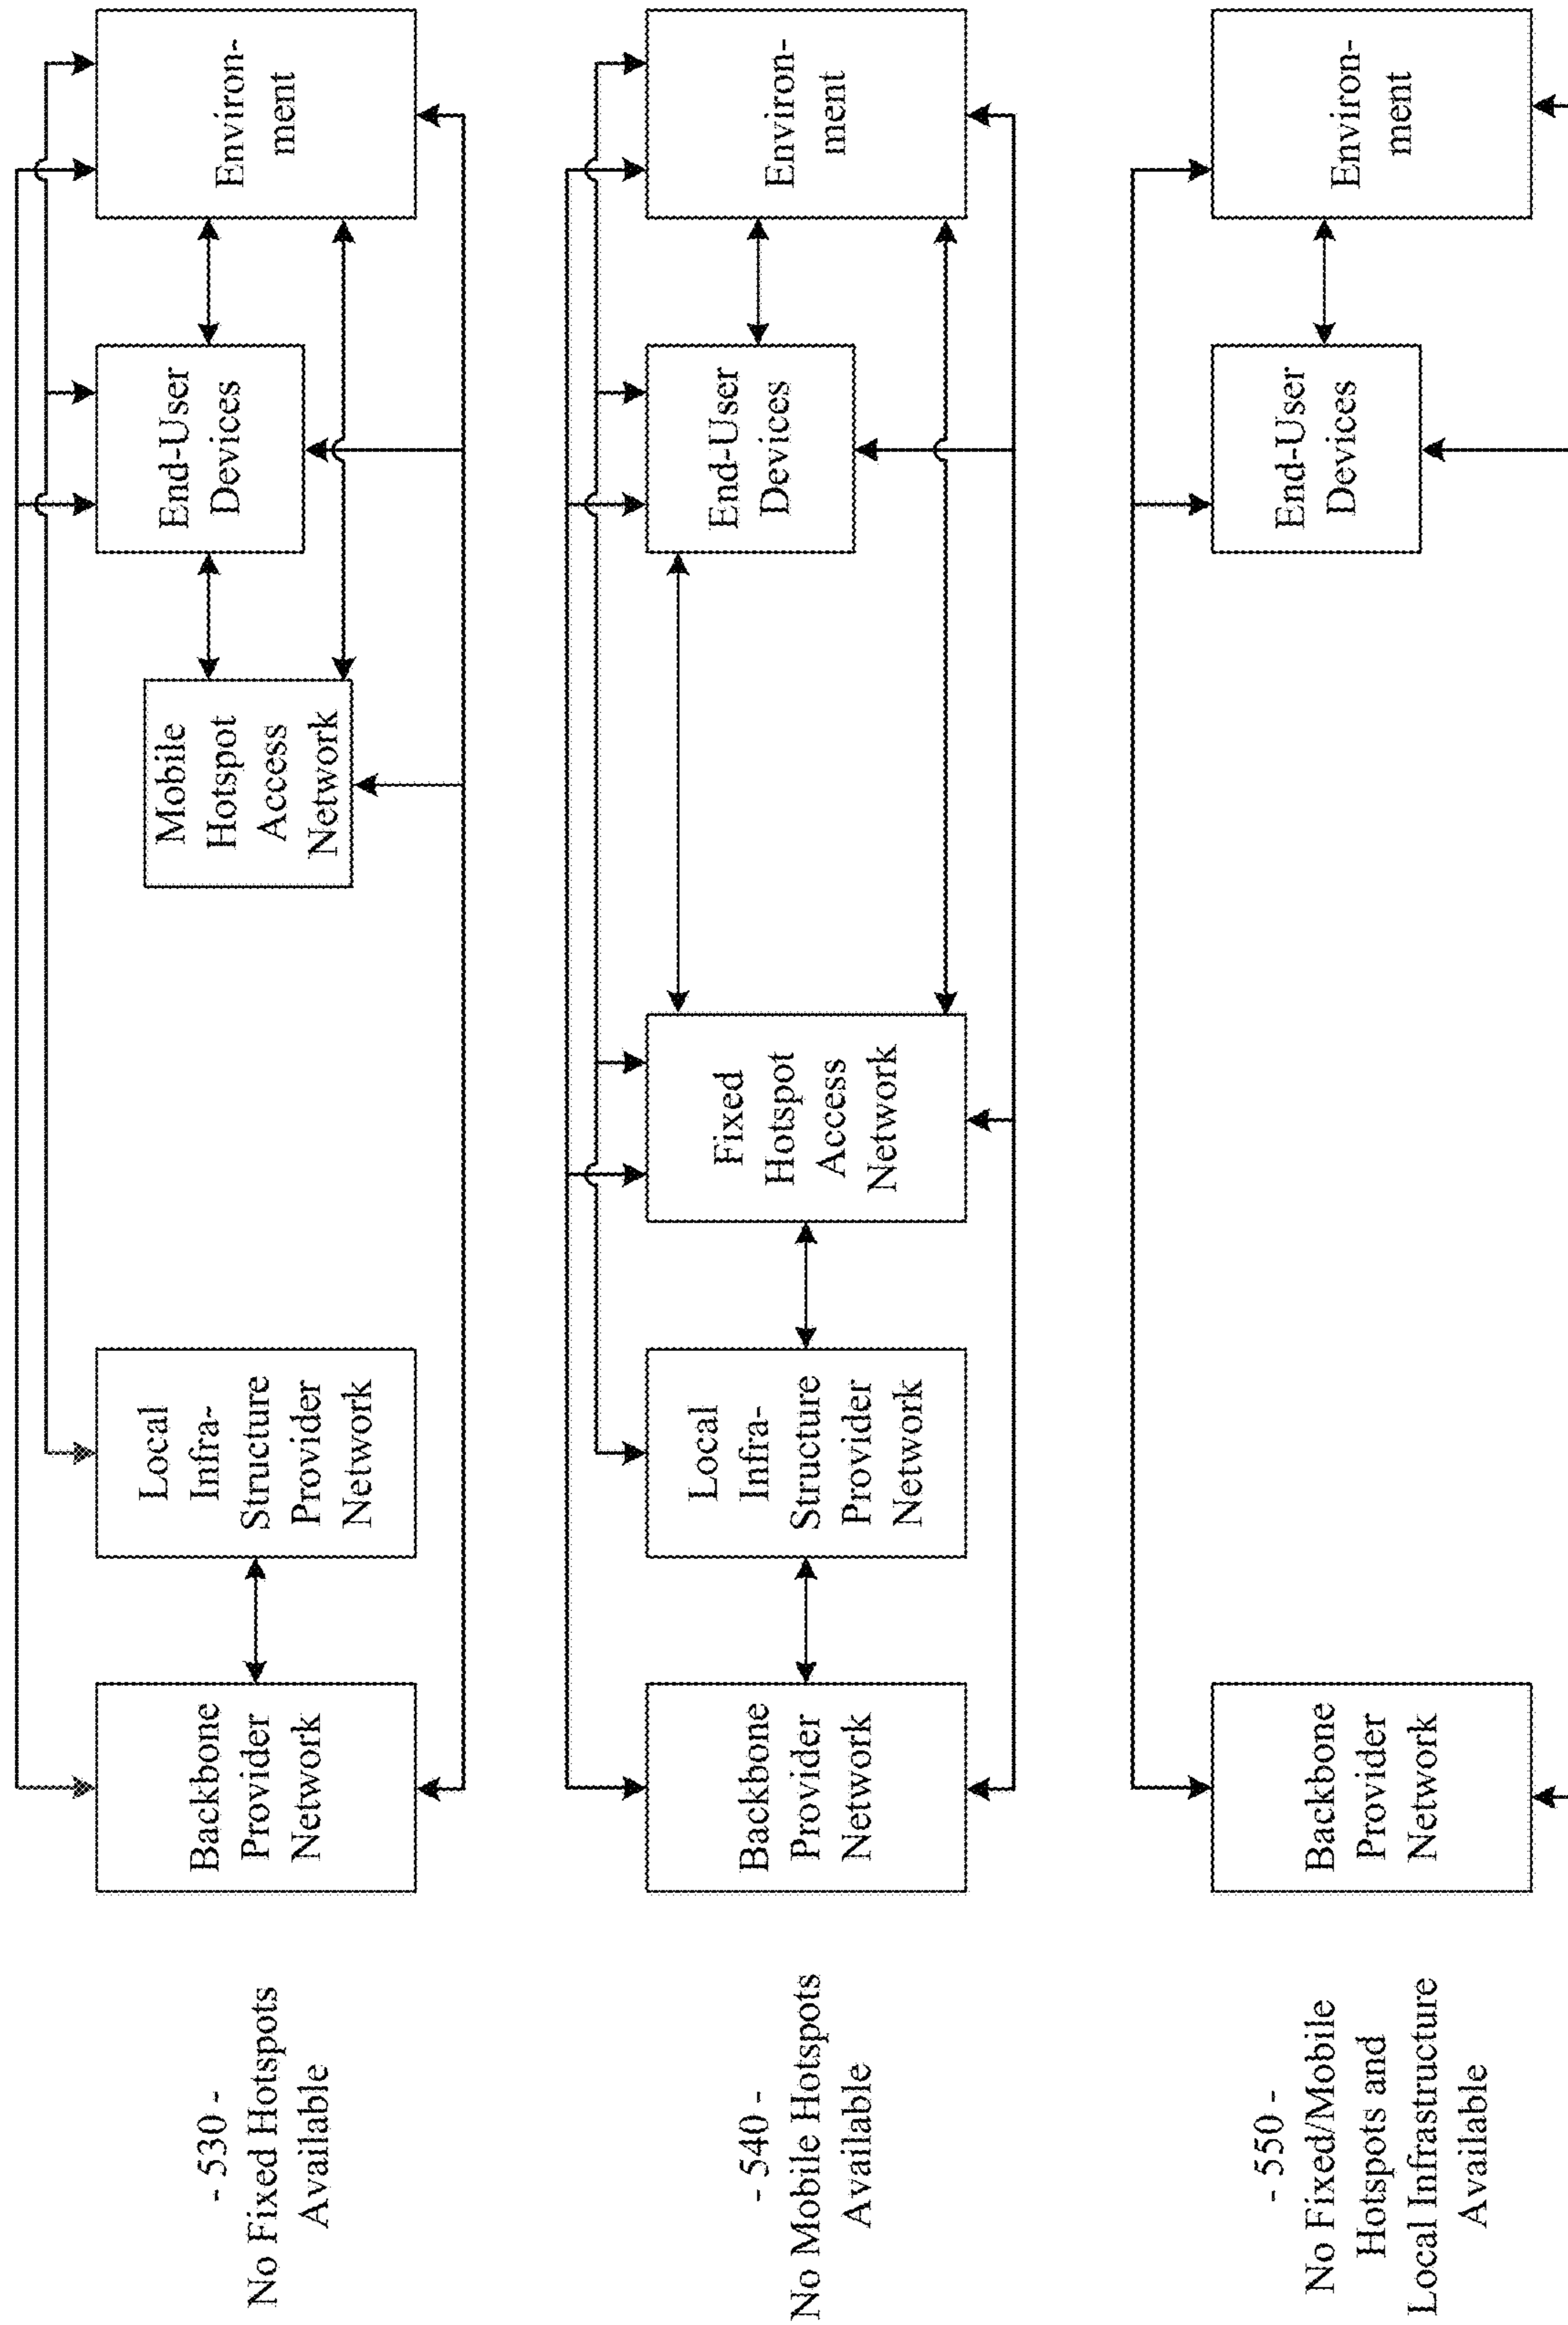 - 530 -
No Fixed Hotspots
Available
Backbone
Provider
Network
Local
Infra-
Structure
Provider
Network
Mobile
Hotspot
Access
Network
End-User
Devices
Environ-
ment
- 540 -
No Mobile Hotspots
Available
Backbone
Provider
Network
Local
Infra-
Structure
Provider
Network
Fixed
Hotspot
Access
Network
End-User
Devices
Environ-
ment
- 550 -
No Fixed/Mobile
Hotspots and
Local Infrastructure
Available
Backbone
Provider
Network
End-User
Devices
Environ-
ment